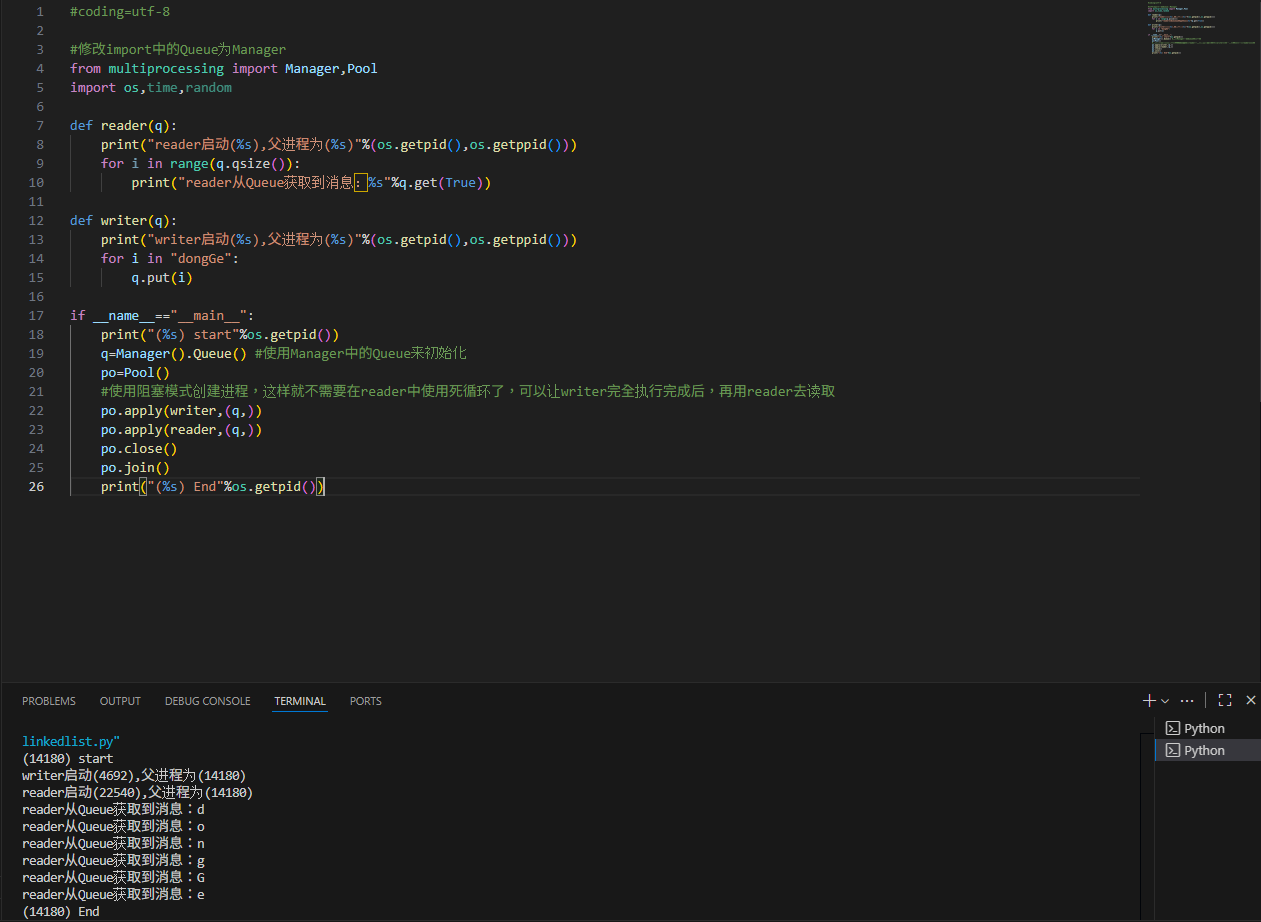 1 #coding=utf-8
2
3 #修改import中的Queue为Manager
4 from multiprocessing import Manager,Pool
5 import os,time,random
6
7 def reader(q):
8     print("reader启动(%s),父进程为(%s)"%(os.getpid(),os.getppid()))
9     for i in range(q.qsize()):
10         print("reader从Queue获取到消息：%s"%q.get(True))
11
12 def writer(q):
13     print("writer启动(%s),父进程为(%s)"%(os.getpid(),os.getppid()))
14     for i in "dongGe":
15         q.put(i)
16
17 if __name__=="__main__":
18     print("(%s) start"%os.getpid())
19     q=Manager().Queue() #使用Manager中的Queue来初始化
20     po=Pool()
21     #使用阻塞模式创建进程，这样就不需要在reader中使用死循环了，可以让writer完全执行完成后，再用reader去读取
22     po.apply(writer,(q,))
23     po.apply(reader,(q,))
24     po.close()
25     po.join()
26     print("(%s) End"%os.getpid())
PROBLEMS OUTPUT DEBUG CONSOLE TERMINAL PORTS
Python
Python
linkedlist.py"
(14180) start
writer启动(4692),父进程为(14180)
reader启动(22540),父进程为(14180)
reader从Queue获取到消息：d
reader从Queue获取到消息：o
reader从Queue获取到消息：n
reader从Queue获取到消息：g
reader从Queue获取到消息：G
reader从Queue获取到消息：e
(14180) End